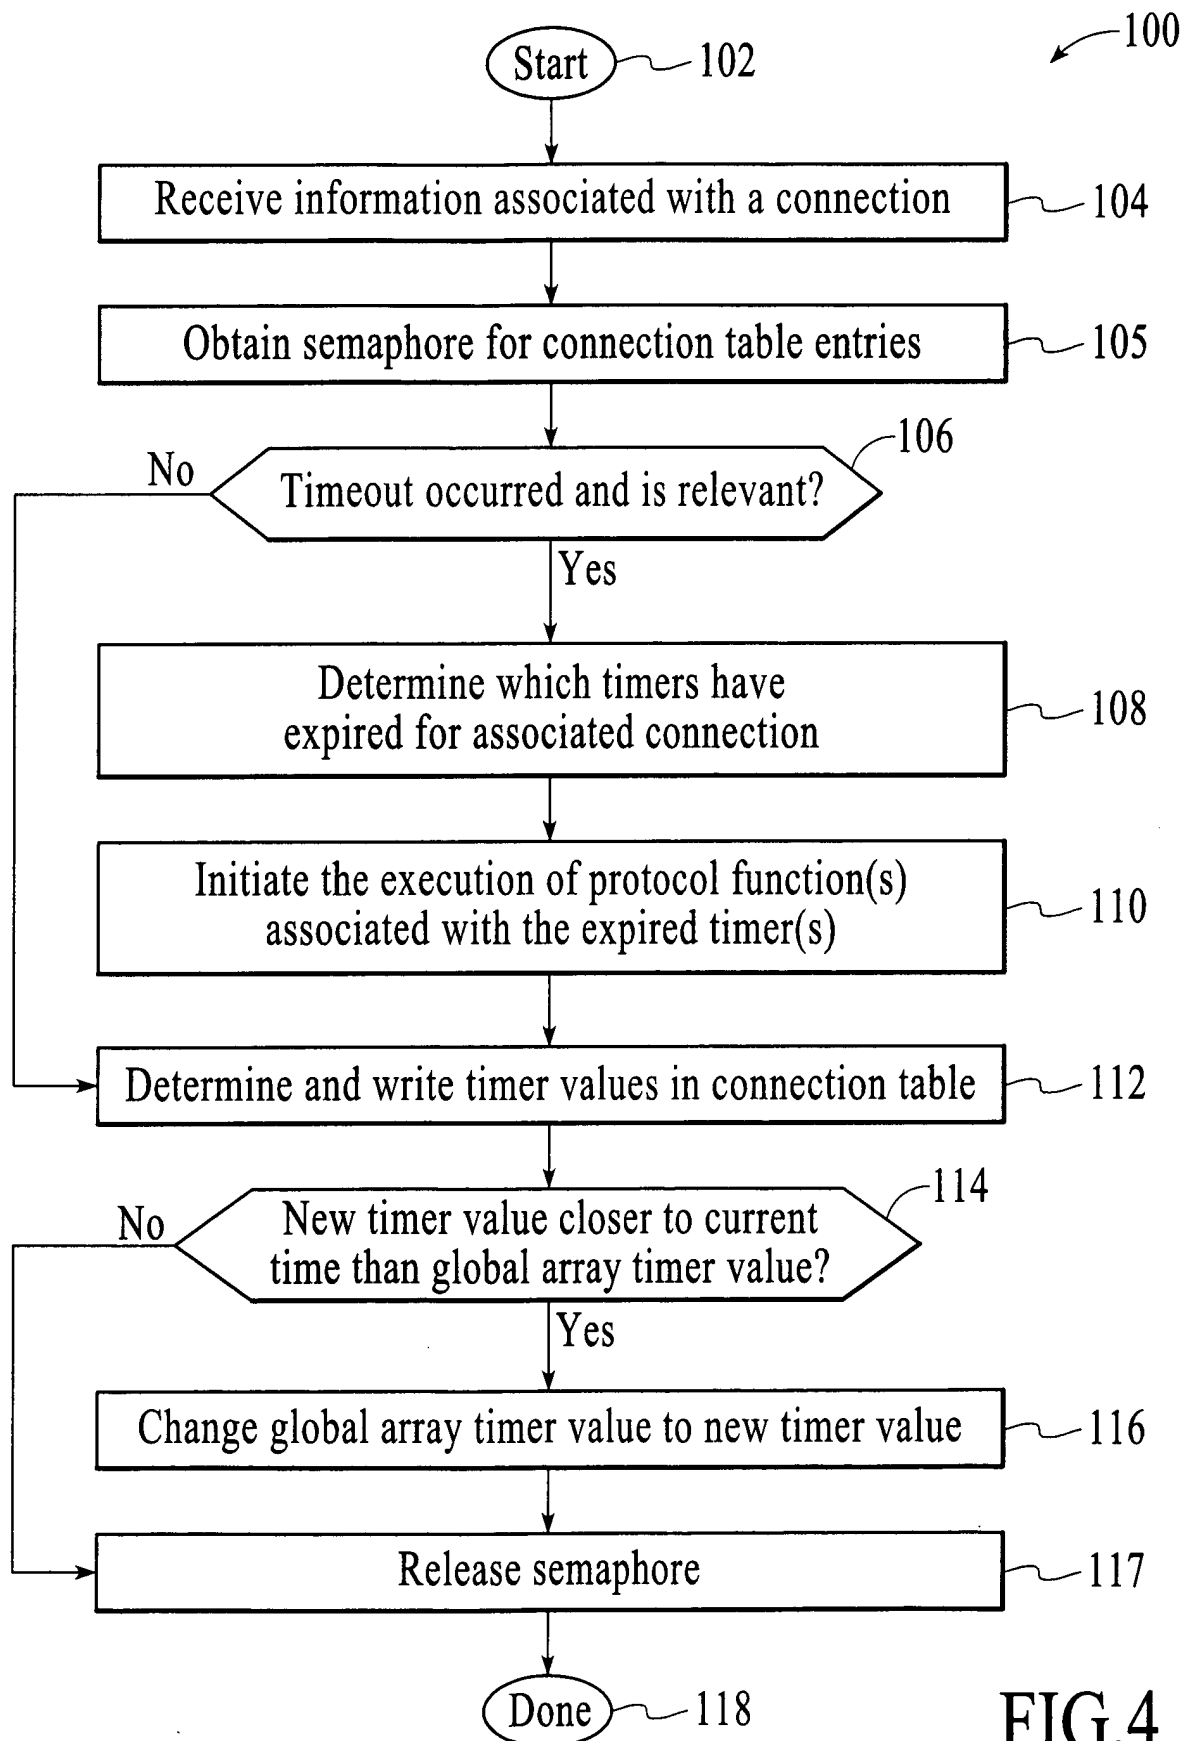 100
Start
102
Receive information associated with a connection
104
Obtain semaphore for connection table entries
105
106
No
Timeout occurred and is relevant?
Yes
Determine which timers have
expired for associated connection
108
Initiate the execution of protocol function(s)
associated with the expired timer(s)
110
Determine and write timer values in connection table
112
114
No
New timer value closer to current
time than global array timer value?
Yes
Change global array timer value to new timer value
116
Release semaphore
117
Done
118
FIG.4